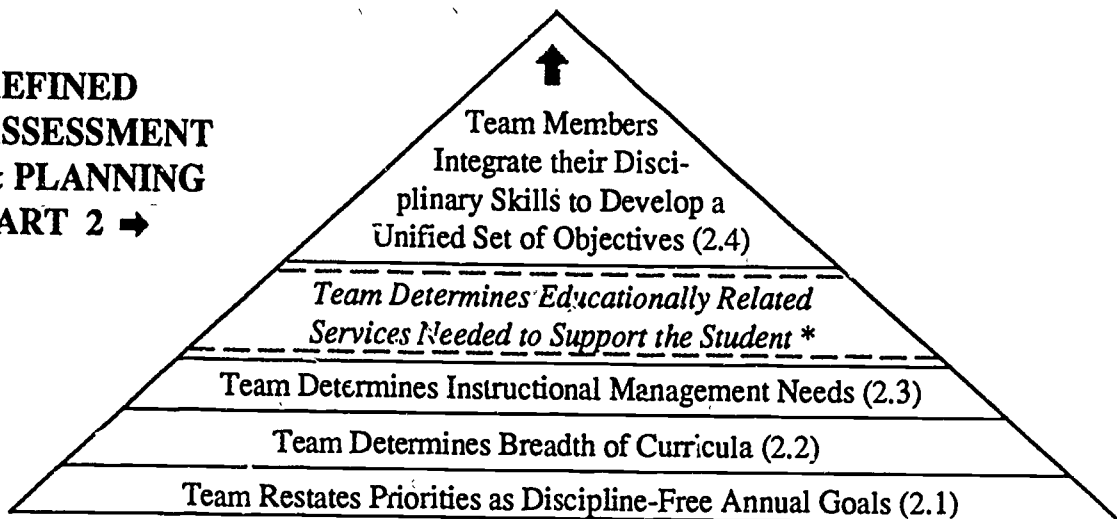 EFINED
SSESSMENT
PLANNING
ART 2 ➡
Team Members
Integrate their Disci-
plinary Skills to Develop a
Unified Set of Objectives (2.4)
Team Determines Educationally Related
Services Needed to Support the Student *
Team Determines Instructional Management Needs (2.3)
Team Determines Breadth of Curricula (2.2)
Team Restates Priorities as Discipline-Free Annual Goals (2.1)